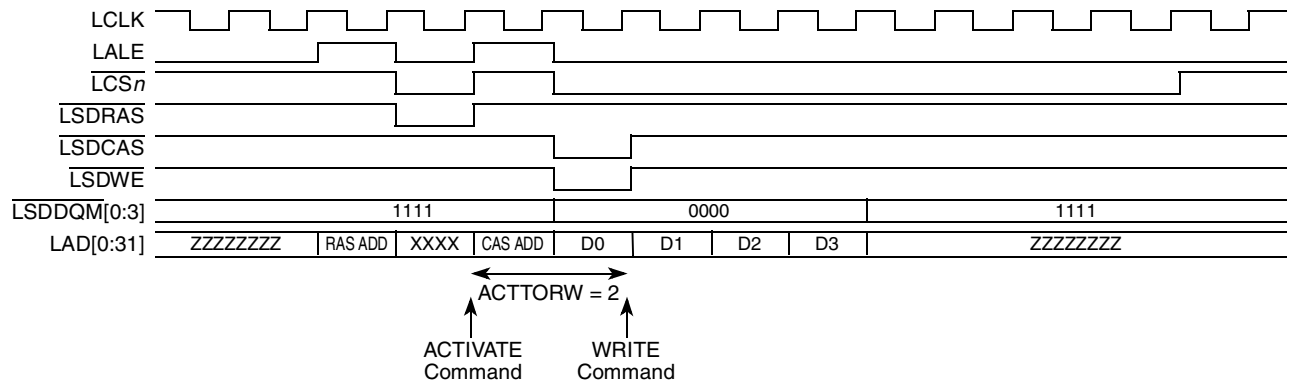 LCLK
LALE
LCSn
LSDRAS
LSDCAS
LSDWE
LSDDQM[0:3] 1111 0000 1111
LAD[0:31] ZZZZZZZZ RAS ADD XXXX CAS ADD D0 D1 D2 D3 ZZZZZZZZ
ACTTORW = 2
ACTIVATE WRITE
Command Command